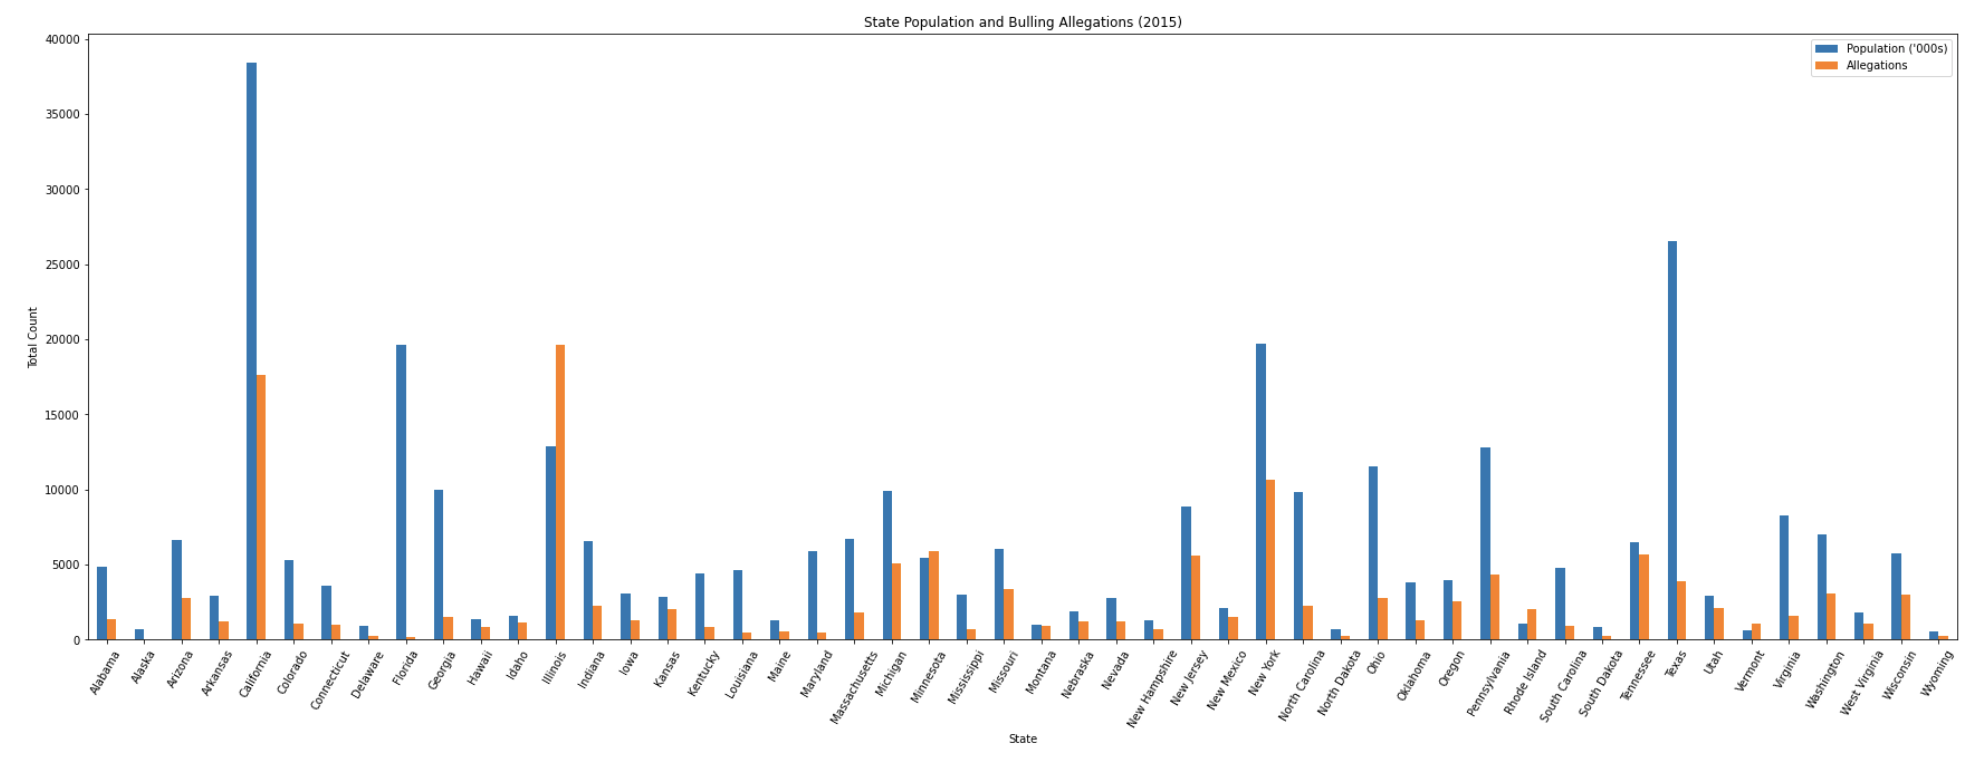 State Population and Bulling Allegations (2015)
Population ('000s)
Allegations
Total Count
40000
35000
30000
25000
20000
15000
10000
5000
0
Alabama
Alaska
Arizona
Arkansas
California
Colorado
Connecticut
Delaware
Florida
Georgia
Hawaii
Idaho
Illinois
Indiana
Iowa
Kansas
Kentucky
Louisiana
Maine
Maryland
Massachusetts
Michigan
Minnesota
Mississippi
Missouri
Montana
Nebraska
Nevada
New Hampshire
New Jersey
New Mexico
New York
North Carolina
North Dakota
Ohio
Oklahoma
Oregon
Pennsylvania
Rhode Island
South Carolina
South Dakota
Tennessee
Texas
Utah
Vermont
Virginia
Washington
West Virginia
Wisconsin
Wyoming
State